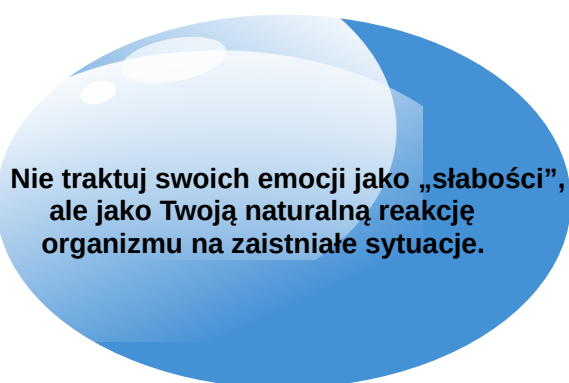 Nie traktuj swoich emocji jako „słabości”,
ale jako Twoją naturalną reakcję
organizmu na zaistniałe sytuacje.